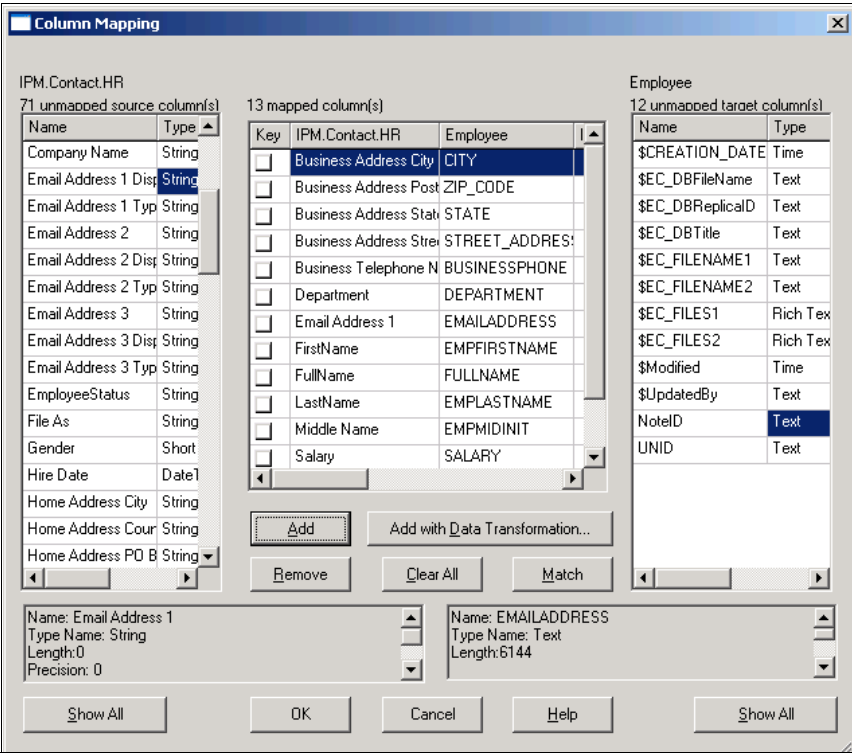 Column Mapping
IPM.Contact.HR
71 unmapped source column(s)
Name Type
Company Name String
Email Address 1 Disp String
Email Address 1 Typ String
Email Address 2 String
Email Address 2 Disp String
Email Address 2 Typ String
Email Address 3 String
Email Address 3 Disp String
Email Address 3 Typ String
EmployeeStatus String
File As String
Gender Short
Hire Date DateT
Home Address City String
Home Address Coun String
Home Address PO B String
13 mapped column(s)
Key IPM.Contact.HR Employee
Business Address City CITY
Business Address Post ZIP_CODE
Business Address State STATE
Business Address Stree STREET_ADDRESS
Business Telephone N BUSINESSPHONE
Department DEPARTMENT
Email Address 1 EMAILADDRESS
FirstName EMPFIRSTNAME
FullName FULLNAME
LastName EMPLASTNAME
Middle Name EMPMIDINIT
Salary SALARY
Employee
12 unmapped target column(s)
Name Type
$CREATION_DATE Time
$EC_DBFileName Text
$EC_DBReplicaID Text
$EC_DBTitle Text
$EC_FILENAME1 Text
$EC_FILENAME2 Text
$EC_FILES1 Rich Tex
$EC_FILES2 Rich Tex
$Modified Time
$UpdatedBy Text
NoteID Text
UNID Text
Add Add with Data Transformation...
Remove Clear All Match
Name: Email Address 1
Type Name: String
Length:0
Precision: 0
Name: EMAILADDRESS
Type Name: Text
Length:6144
Show All OK Cancel Help Show All